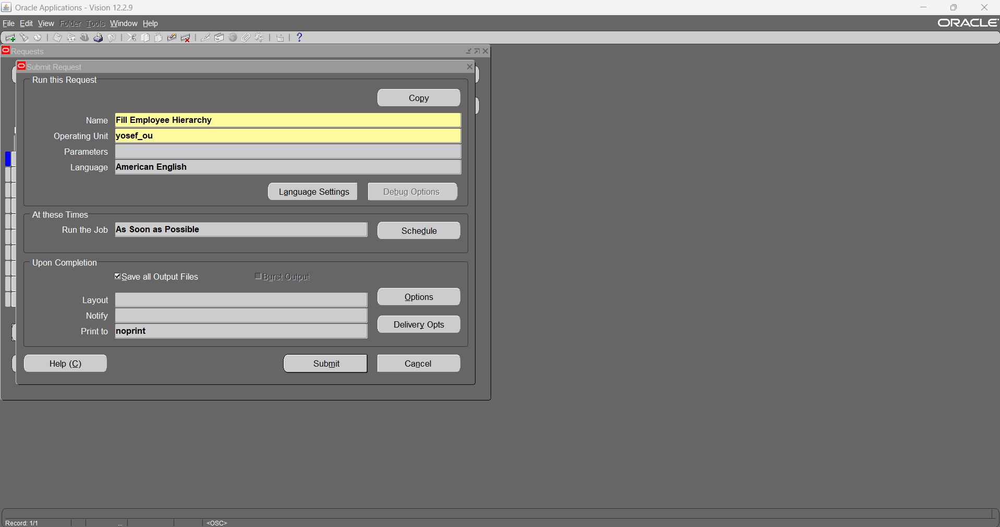 Oracle Applications - Vision 12.2.9
File Edit View Folder Tools Window Help
ORACLE
Requests
Submit Request
Run this Request
Copy
Name Fill Employee Hierarchy
Operating Unit yosef_ou
Parameters
Language American English
Language Settings Debug Options
At these Times
Run the Job As Soon as Possible Schedule
Upon Completion
Save all Output Files Burst Output
Layout Options
Notify
Delivery Opts
Print to noprint
Help (C) Submit Cancel
Record: 1/1 ... <OSC>